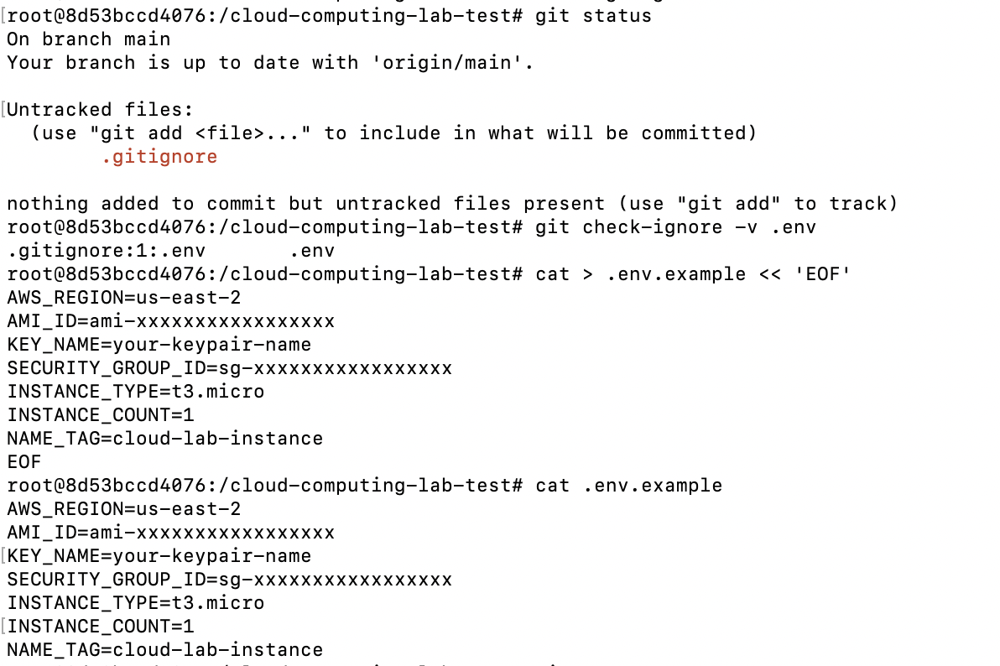 [root@8d53bccd4076:/cloud-computing-lab-test# git status
On branch main
Your branch is up to date with 'origin/main'.
[Untracked files:
  (use "git add <file>..." to include in what will be committed)
        .gitignore
nothing added to commit but untracked files present (use "git add" to track)
root@8d53bccd4076:/cloud-computing-lab-test# git check-ignore -v .env
.gitignore:1:.env       .env
root@8d53bccd4076:/cloud-computing-lab-test# cat > .env.example << 'EOF'
AWS_REGION=us-east-2
AMI_ID=ami-xxxxxxxxxxxxxxxxx
KEY_NAME=your-keypair-name
SECURITY_GROUP_ID=sg-xxxxxxxxxxxxxxxxx
INSTANCE_TYPE=t3.micro
INSTANCE_COUNT=1
NAME_TAG=cloud-lab-instance
EOF
root@8d53bccd4076:/cloud-computing-lab-test# cat .env.example
AWS_REGION=us-east-2
AMI_ID=ami-xxxxxxxxxxxxxxxxx
[KEY_NAME=your-keypair-name
SECURITY_GROUP_ID=sg-xxxxxxxxxxxxxxxxx
INSTANCE_TYPE=t3.micro
[INSTANCE_COUNT=1
NAME_TAG=cloud-lab-instance